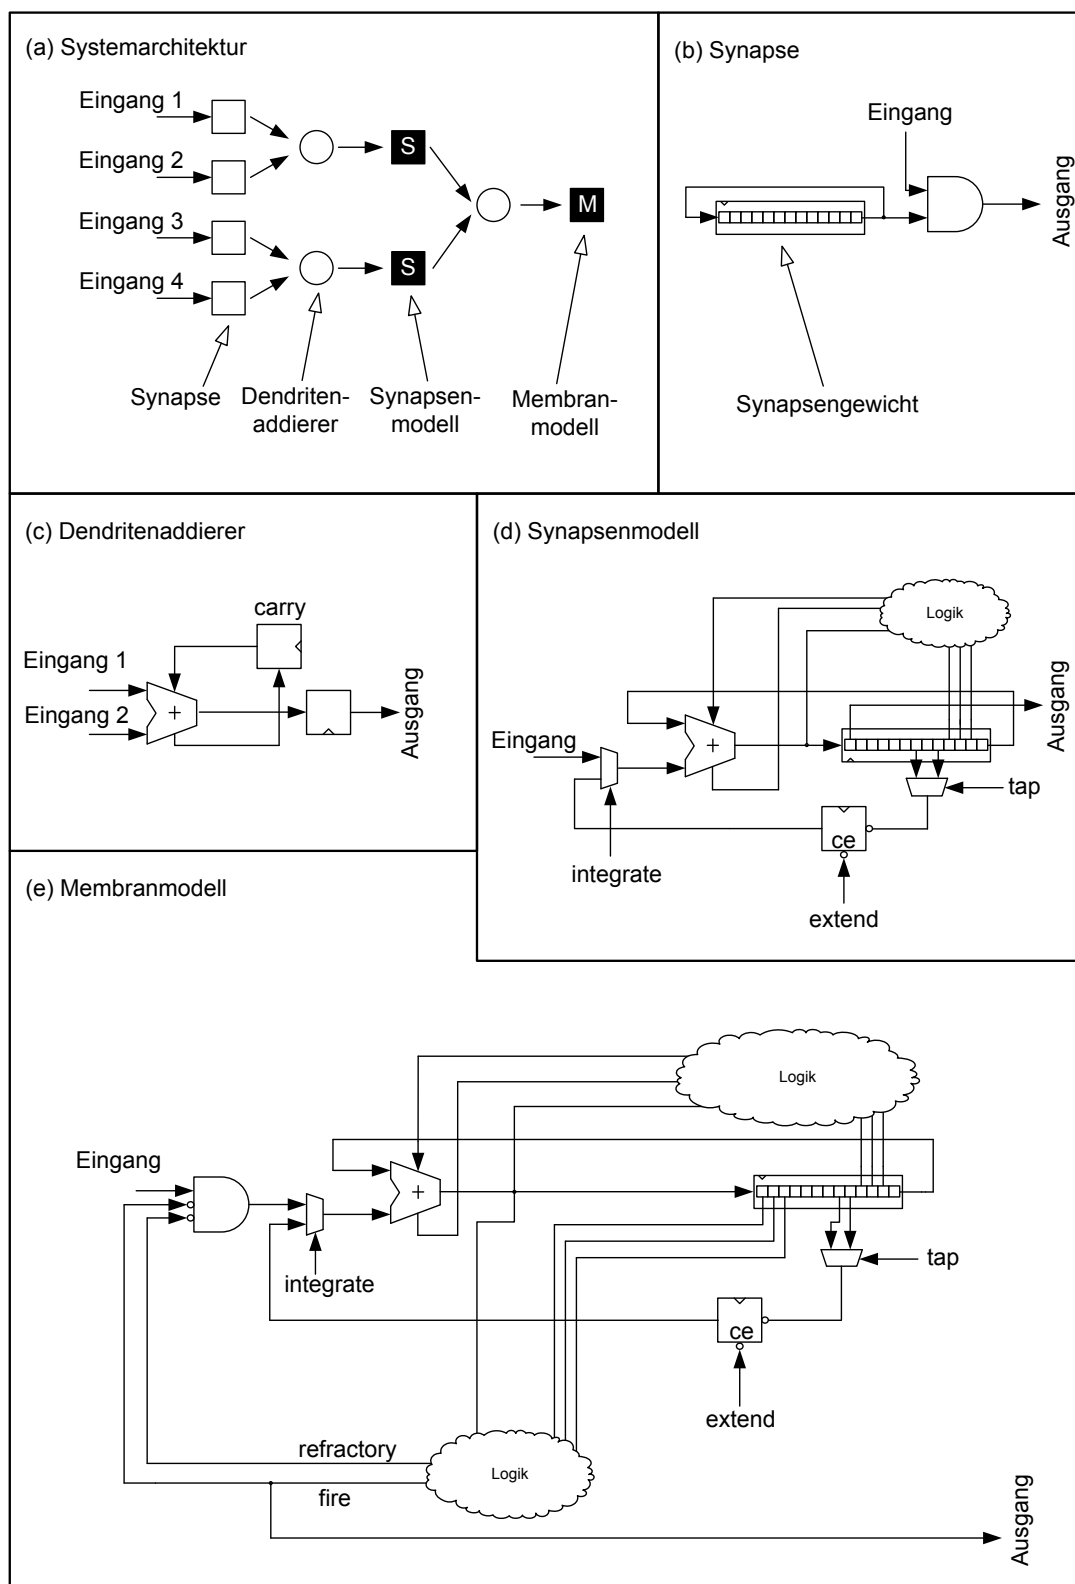 (a) Systemarchitektur
Eingang 1
Eingang 2
Eingang 3
Eingang 4
S
S
M
Synapse
Dendriten-
addierer
Synapsen-
modell
Membran-
modell
(b) Synapse
Eingang
Ausgang
Synapsengewicht
(c) Dendritenaddierer
carry
Eingang 1
Eingang 2
+
Ausgang
(d) Synapsenmodell
Logik
Eingang
+
Ausgang
tap
ce
integrate
extend
(e) Membranmodell
Logik
Eingang
+
integrate
tap
ce
extend
refractory
fire
Logik
Ausgang